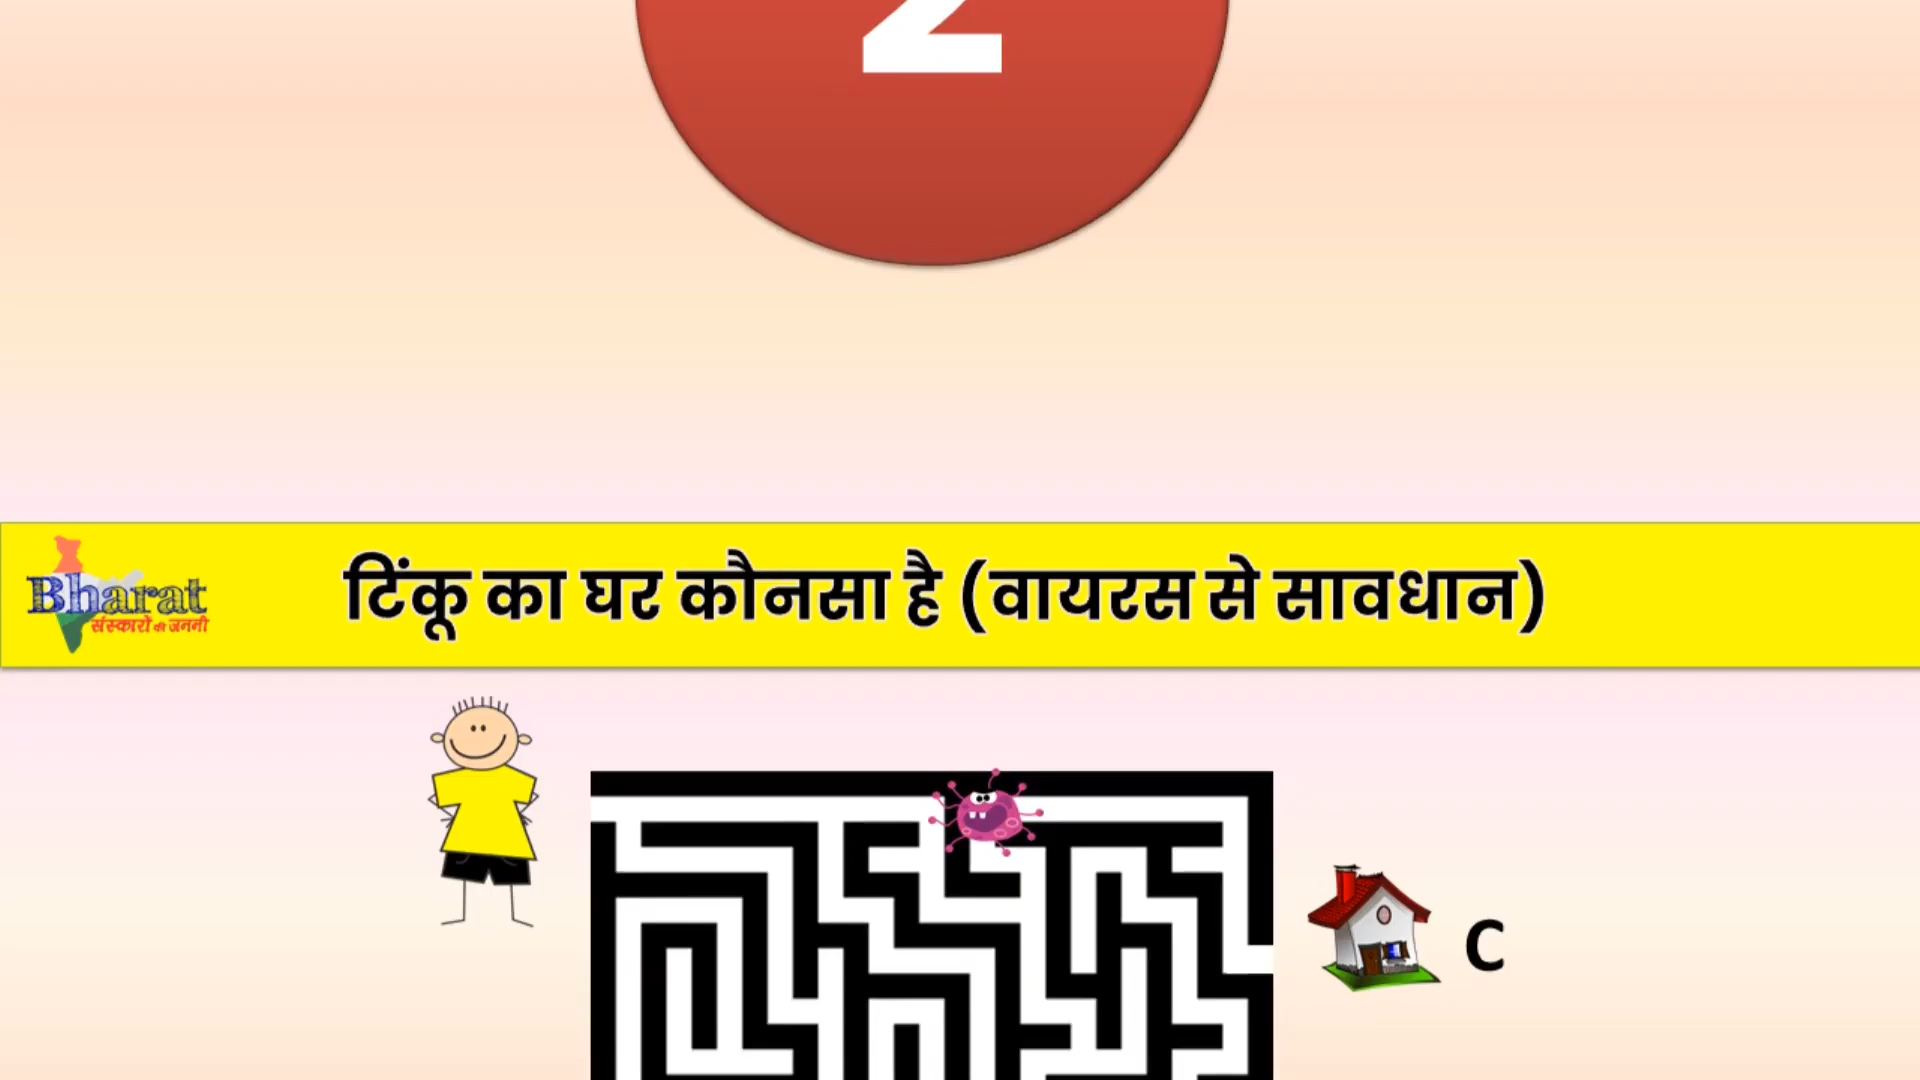 2
Bharat
संस्कारों की जननी
टिंकू का घर कौनसा है (वायरस से सावधान)
C